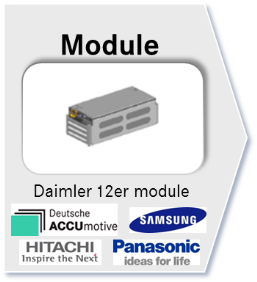 Module
Daimler 12er module
Deutsche
ACCUmotive
SAMSUNG
HITACHI
Inspire the Next
Panasonic
ideas for life